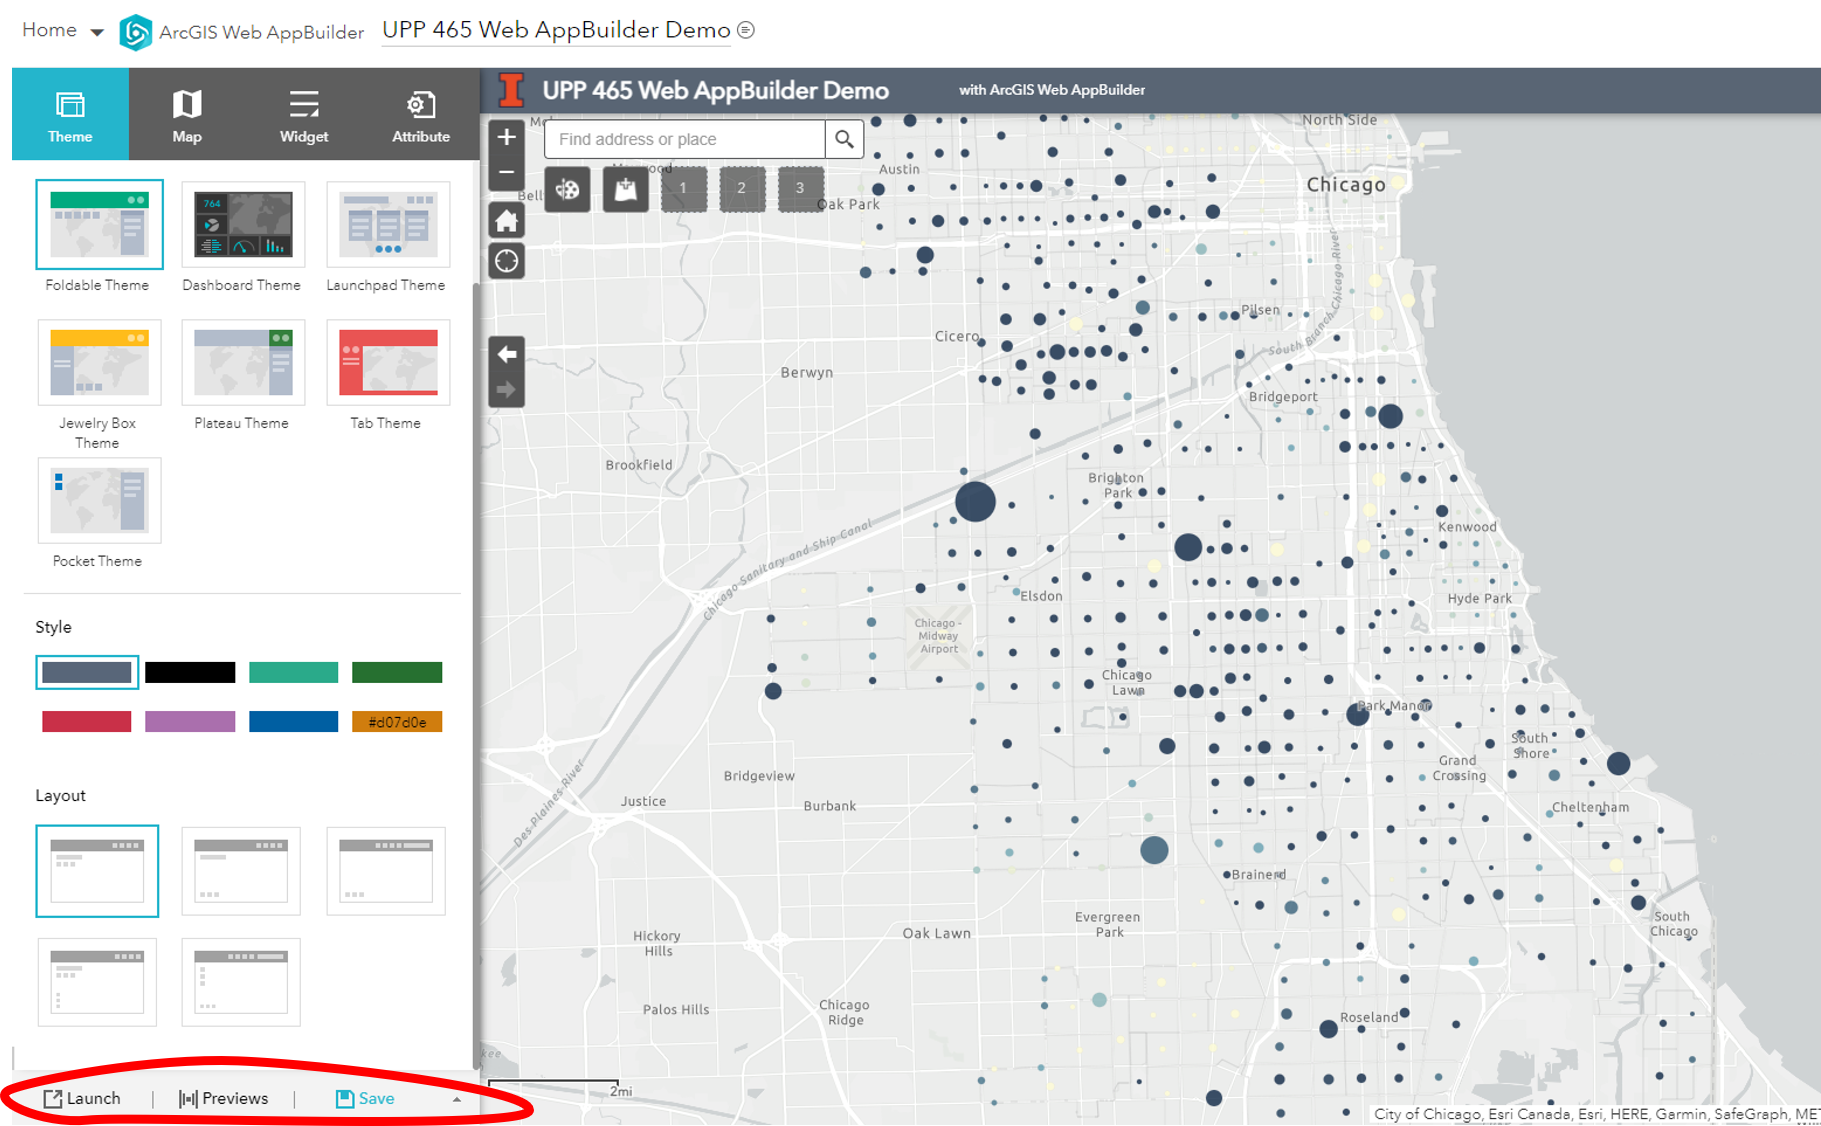 Home
ArcGIS Web AppBuilder
UPP 465 Web AppBuilder Demo
Theme
Map
Widget
Attribute
UPP 465 Web AppBuilder Demo
with ArcGIS Web AppBuilder
Find address or place
1
2
3
764
Foldable Theme
Dashboard Theme
Launchpad Theme
Jewelry Box
Theme
Plateau Theme
Tab Theme
Pocket Theme
Style
#d07d0e
Layout
Launch
Previews
Save
North Side
Austin
Chicago
Oak Park
Chicago River
Pilsen
Cicero
South Branch Chicago River
Berwyn
Bridgeport
Brookfield
Brighton
Park
Kenwood
Chicago Sanitary and Ship Canal
Elsdon
Hyde Park
Chicago -
Midway
Airport
Chicago
Lawn
Park Manor
South
Shore
Grand
Crossing
Bridgeview
Justice
Burbank
Cheltenham
Des Plaines River
Brainerd
Evergreen
Park
South
Chicago
Hickory
Hills
Oak Lawn
Palos Hills
Chicago
Ridge
Roseland
2mi
City of Chicago, Esri Canada, Esri, HERE, Garmin, SafeGraph, MET